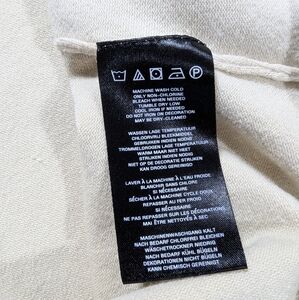 P
MACHINE WASH COLD
ONLY NON-CHLORINE
BLEACH WHEN NEEDED
TUMBLE DRY LOW
COOL IRON IF NEEDED
DO NOT IRON ON DECORATION
MAY BE DRY-CLEANED
WASSEN LAGE TEMPERATUUR
CHLOORVRIJ BLEEKMIDDEL
GEBRUIKEN INDIEN NODIG
TROMMELDROGEN LAGE TEMPERATUUR
WARM MAAR NIET HEET
STRIJKEN INDIEN NODIG
NIET OP DE DECORATIE STRIJKEN
KAN DROOG GEREINIGD
LAVER À LA MACHINE À L'EAU FROIDE
BLANCHIR SANS CHLORE
SI NÉCESSAIRE
SÉCHER À LA MACHINE CYCLE DOUX
REPASSER AU FER FROID
SI NÉCESSAIRE
NE PAS REPASSER SUR LES DÉCORATIONS
MAI ÊTRE NETTOYÉS À SEC
MASCHINENWASCHGANG KALT
NACH BEDARF CHLORFREI BLEICHEN
WÄSCHETROCKNER NIEDRIG
NACH BEDARF KÜHL BÜGELN
DEKORATIONEN NICHT BÜGELN
KANN CHEMISCH GEREINIGT